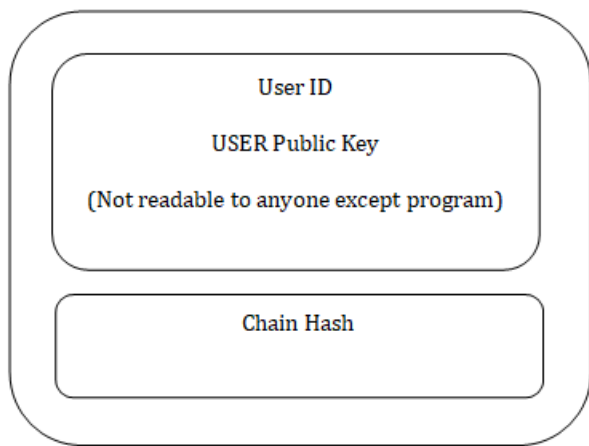 User ID
USER Public Key
(Not readable to anyone except program)
Chain Hash